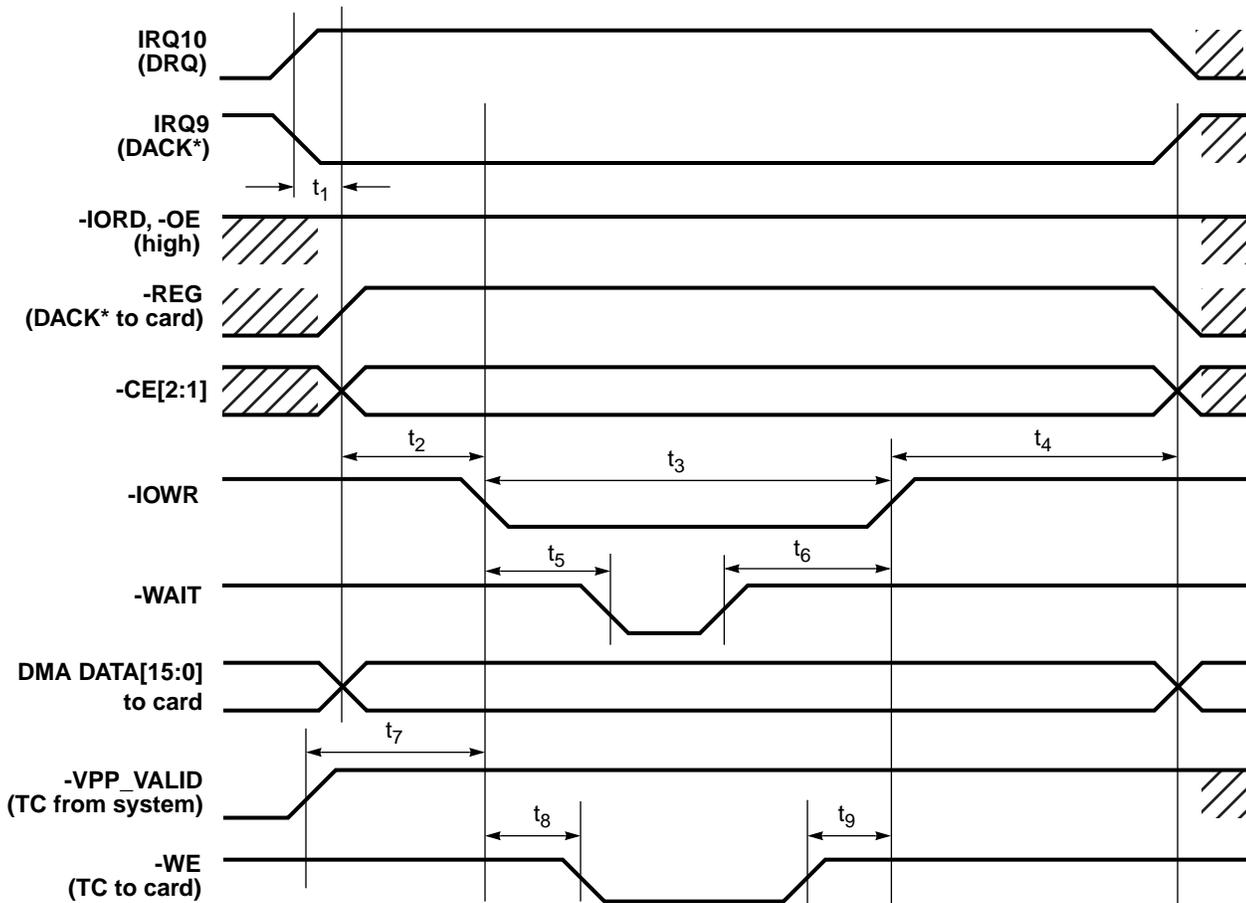 IRQ10
(DRQ)
IRQ9
(DACK*)
t1
-IORD, -OE
(high)
-REG
(DACK* to card)
-CE[2:1]
t2
t3
t4
-IOWR
t5
t6
-WAIT
DMA DATA[15:0]
to card
t7
-VPP_VALID
(TC from system)
t8
t9
-WE
(TC to card)